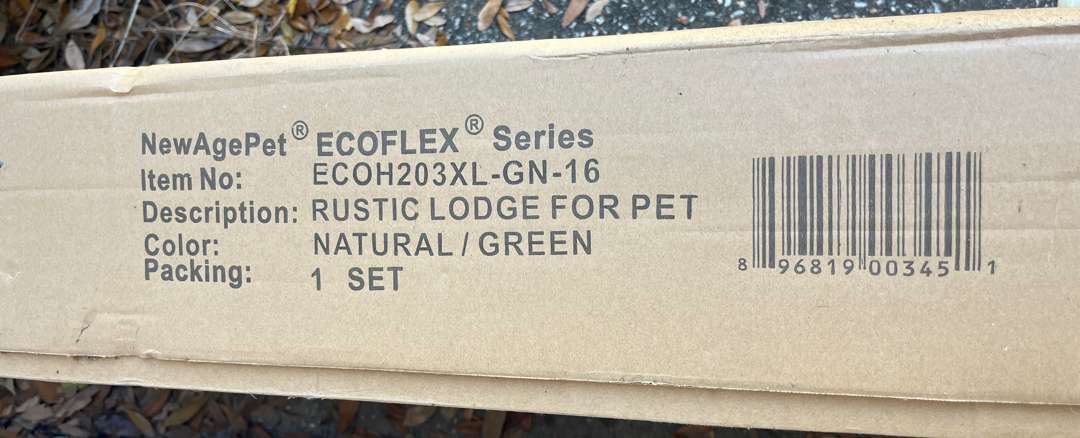 NewAgePet® ECOFLEX® Series
Item No: ECOH203XL-GN-16
Description: RUSTIC LODGE FOR PET
Color: NATURAL / GREEN
Packing: 1 SET
8 96819 00345 1